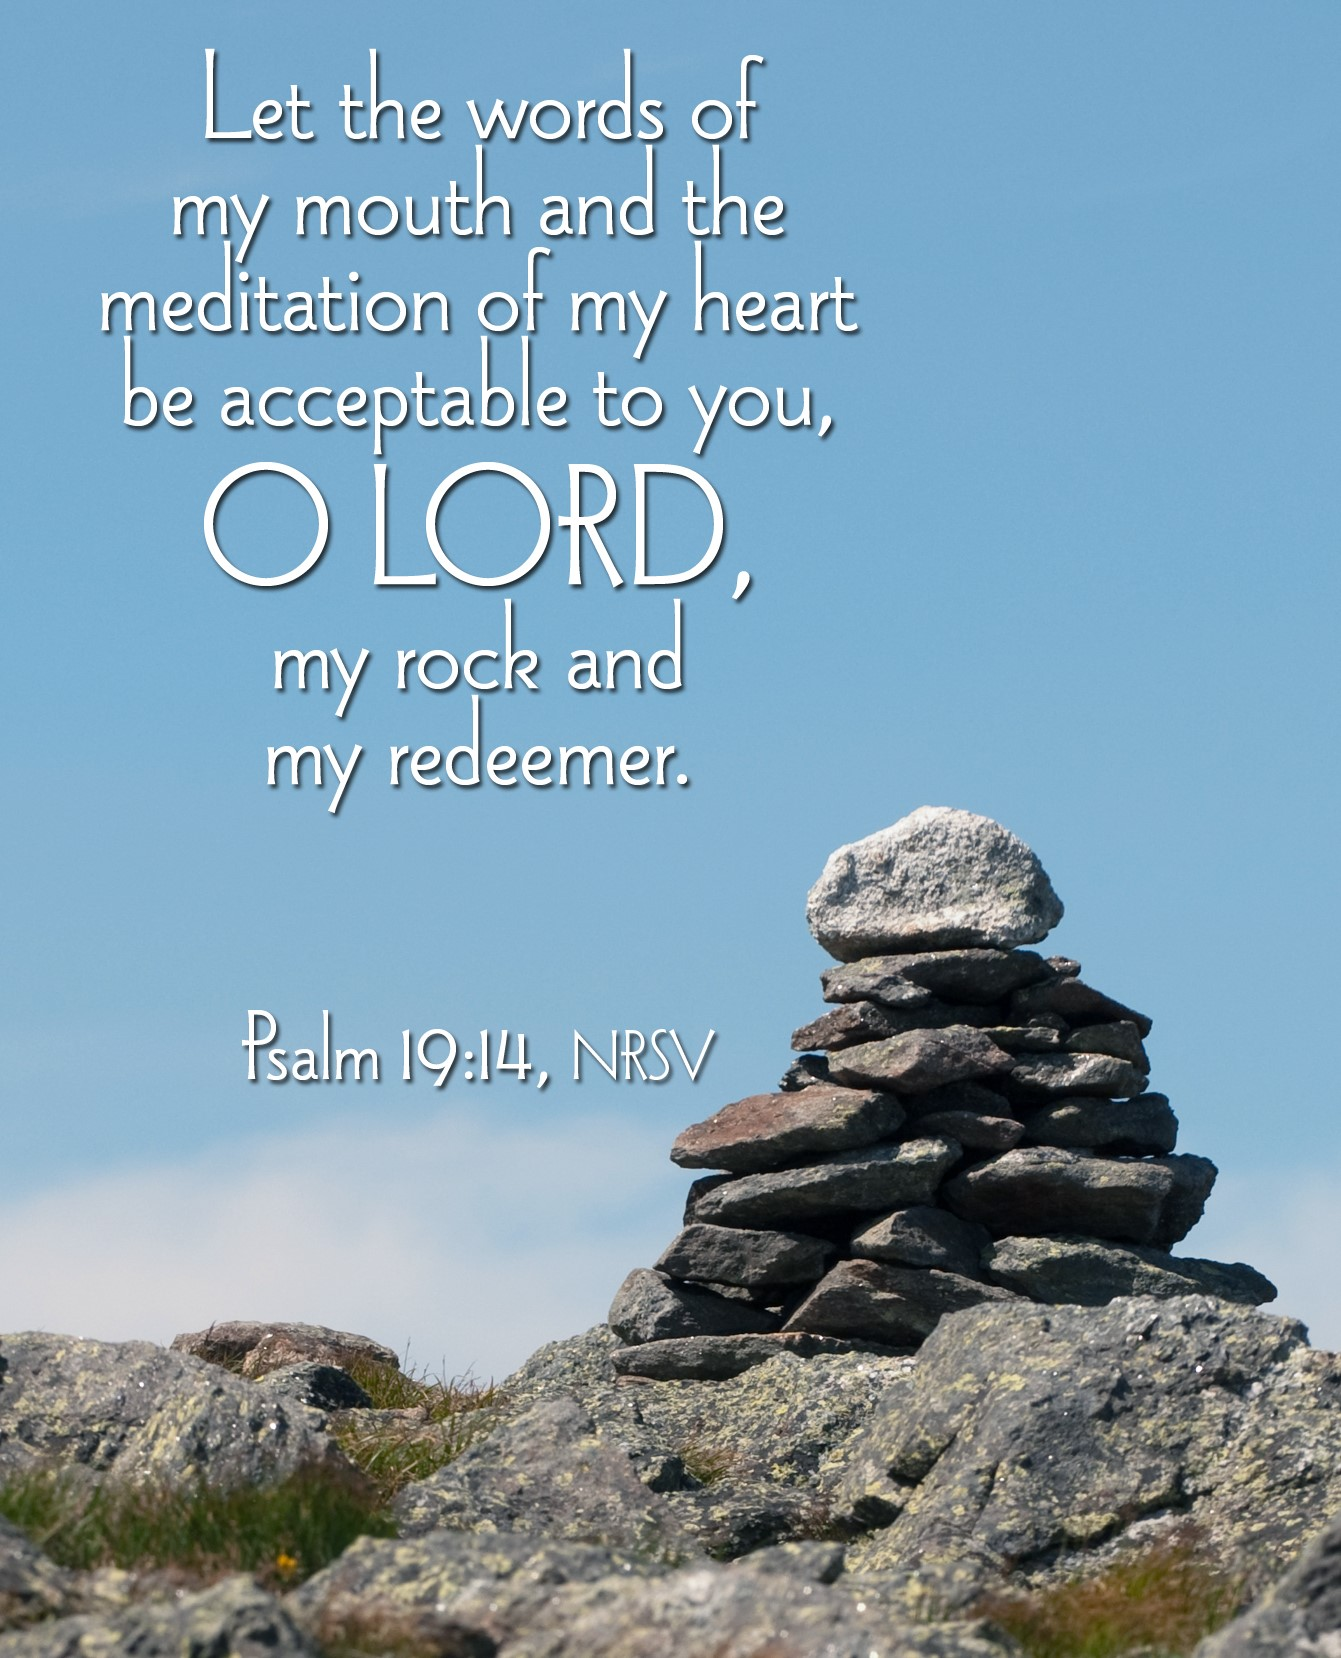 Let the words of
my mouth and the
meditation of my heart
be acceptable to you,
O LORD,
my rock and
my redeemer.
Psalm 19:14, NRSV